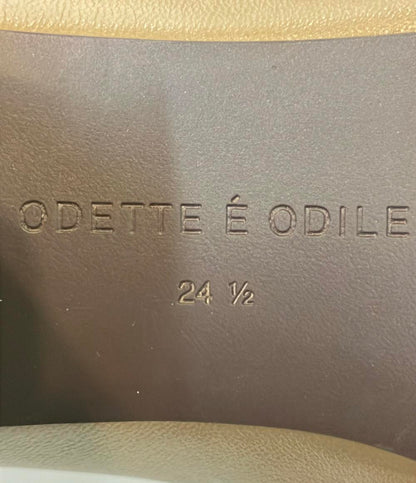 ODETTE É ODILE
24 ½